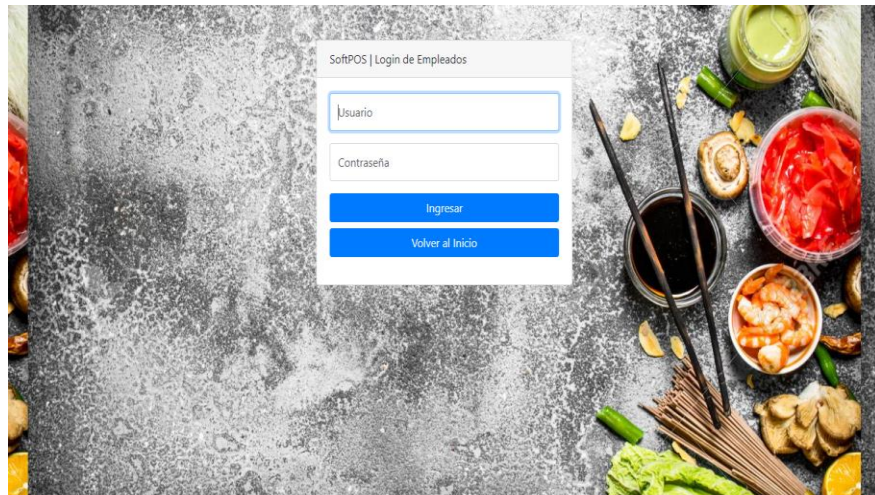 SoftPOS | Login de Empleados
Usuario
Contraseña
Ingresar
Volver al Inicio